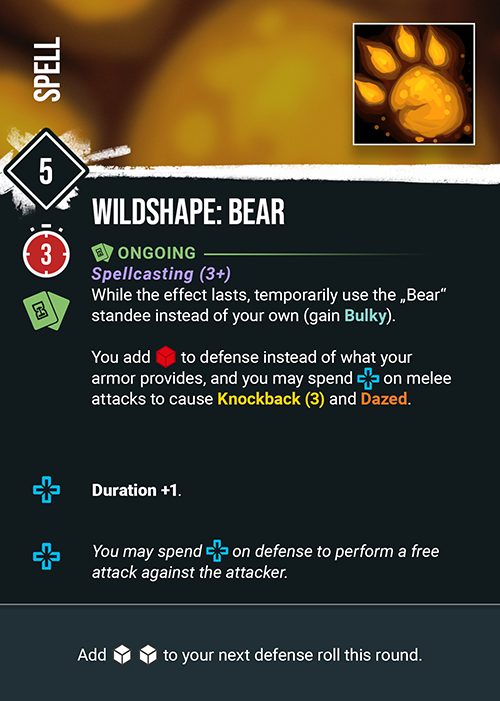 SPELL
5
WILDSHAPE: BEAR
3
ONGOING
Spellcasting (3+)
While the effect lasts, temporarily use the „Bear“
standee instead of your own (gain Bulky).
You add to defense instead of what your
armor provides, and you may spend on melee
attacks to cause Knockback (3) and Dazed.
Duration +1.
You may spend on defense to perform a free
attack against the attacker.
Add to your next defense roll this round.